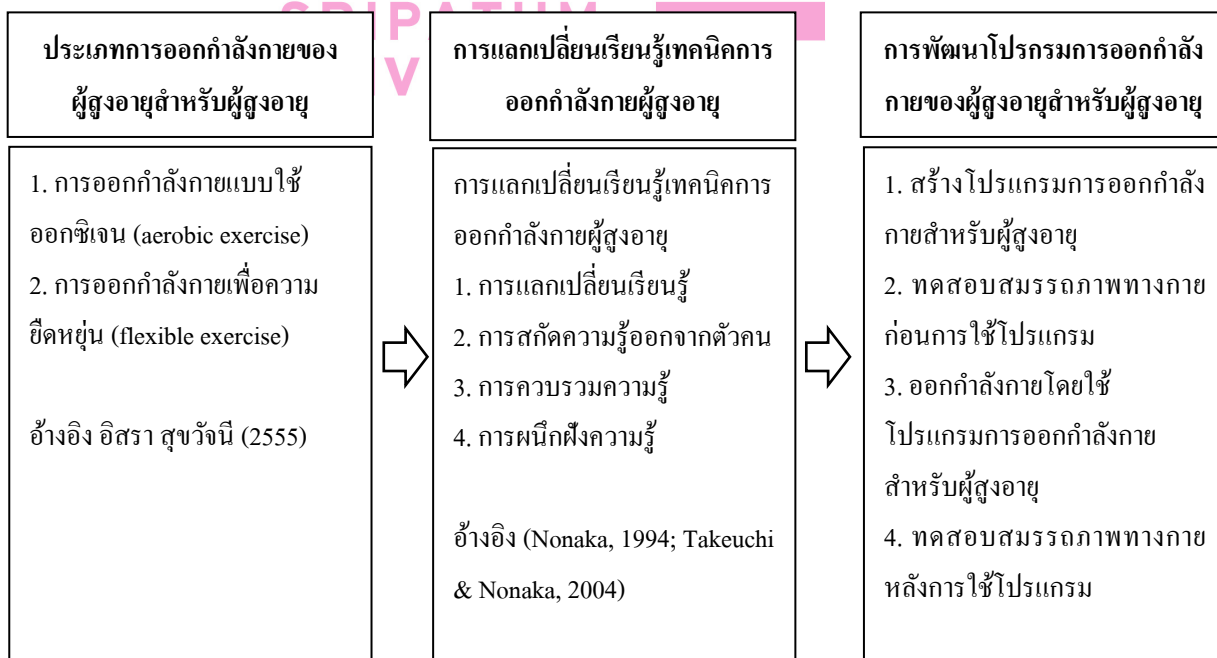 SRIPATUM
ประเภทการออกกำลังกายของ
ผู้สูงอายุสำหรับผู้สูงอายุ
1. การออกกำลังกายแบบใช้
ออกซิเจน (aerobic exercise)
2. การออกกำลังกายเพื่อความ
ยืดหยุ่น (flexible exercise)
อ้างอิง อิสรา สุขวัจนี (2555)
การแลกเปลี่ยนเรียนรู้เทคนิคการ
ออกกำลังกายผู้สูงอายุ
การแลกเปลี่ยนเรียนรู้เทคนิคการ
ออกกำลังกายผู้สูงอายุ
1. การแลกเปลี่ยนเรียนรู้
2. การสกัดความรู้ออกจากตัวคน
3. การควบรวมความรู้
4. การผนึกฝังความรู้
อ้างอิง (Nonaka, 1994; Takeuchi
& Nonaka, 2004)
การพัฒนาโปรกรมการออกกำลัง
กายของผู้สูงอายุสำหรับผู้สูงอายุ
1. สร้างโปรแกรมการออกกำลัง
กายสำหรับผู้สูงอายุ
2. ทดสอบสมรรถภาพทางกาย
ก่อนการใช้โปรแกรม
3. ออกกำลังกายโดยใช้
โปรแกรมการออกกำลังกาย
สำหรับผู้สูงอายุ
4. ทดสอบสมรรถภาพทางกาย
หลังการใช้โปรแกรม